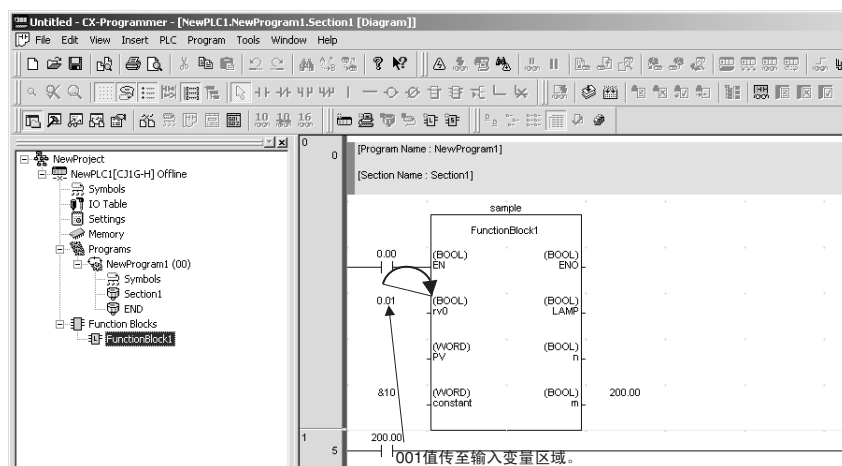 Untitled - CX-Programmer - [NewPLC1.NewProgram1.Section1 [Diagram]]
File Edit View Insert PLC Program Tools Window Help
10 10 16
NewProject
NewPLC1[CJ1G-H] Offline
Symbols
IO Table
Settings
Memory
Programs
NewProgram1 (00)
Symbols
Section1
END
Function Blocks
FunctionBlock1
0
0
[Program Name : NewProgram1]
[Section Name : Section1]
sample
FunctionBlock1
0.00
(BOOL)
EN
(BOOL)
ENO
0.01
(BOOL)
rv0
(BOOL)
LAMP
(WORD)
PV
(BOOL)
n
&10
(WORD)
constant
(BOOL)
m
200.00
1
5
200.00
001值传至输入变量区域。